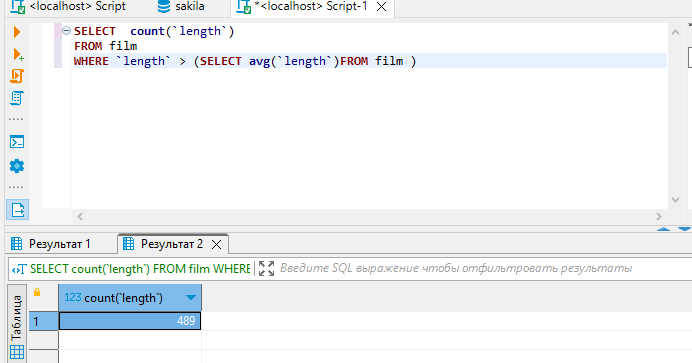 <localhost> Script
sakila
*<localhost> Script-1
SELECT  count(`length`)
FROM film
WHERE `length` > (SELECT avg(`length`)FROM film )
Результат 1
Результат 2
SELECT count(`length`) FROM film WHERE
Введите SQL выражение чтобы отфильтровать результаты
Таблица
123 count(`length`)
1
489